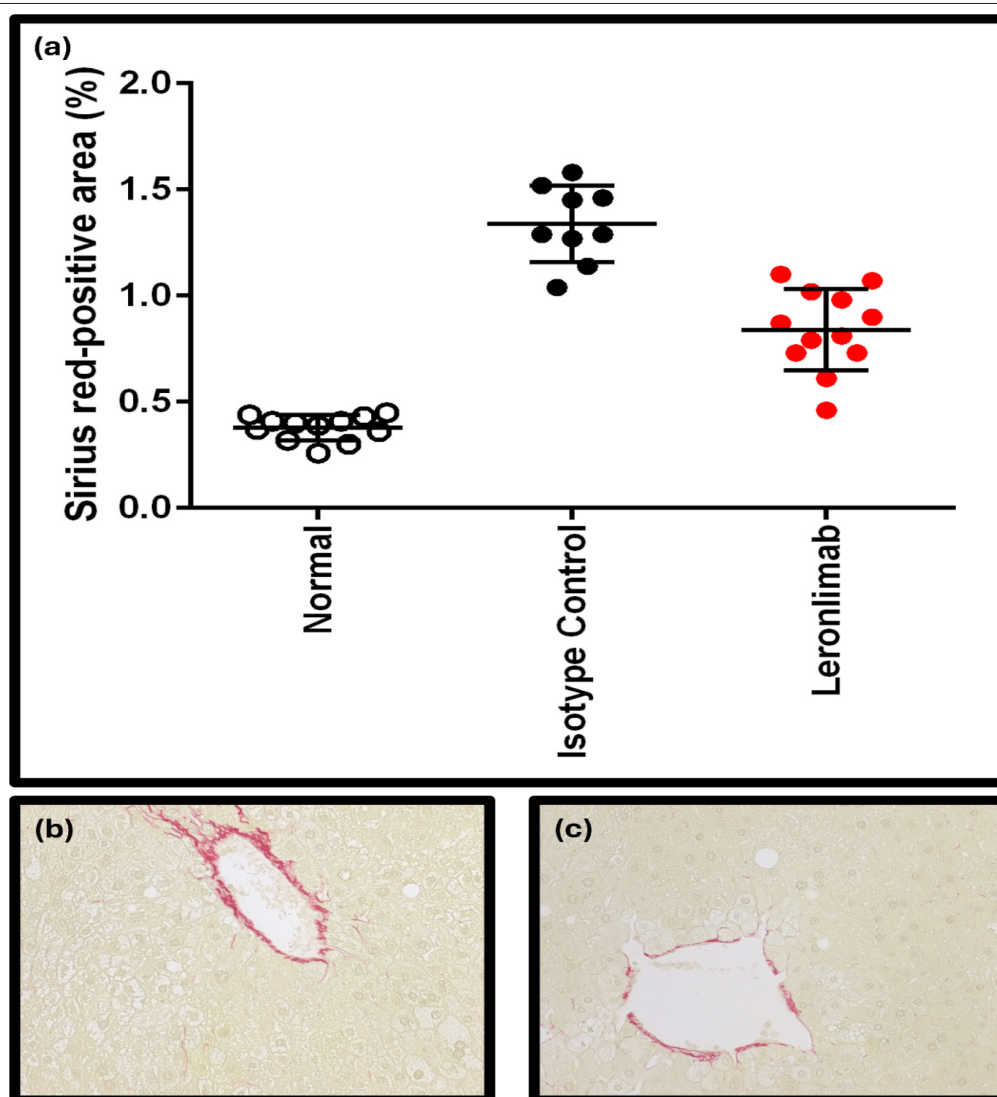 (a)
Sirius red-positive area (%)
2.0
1.5
1.0
0.5
0.0
Normal
Isotype Control
Leronlimab
(b)
(c)